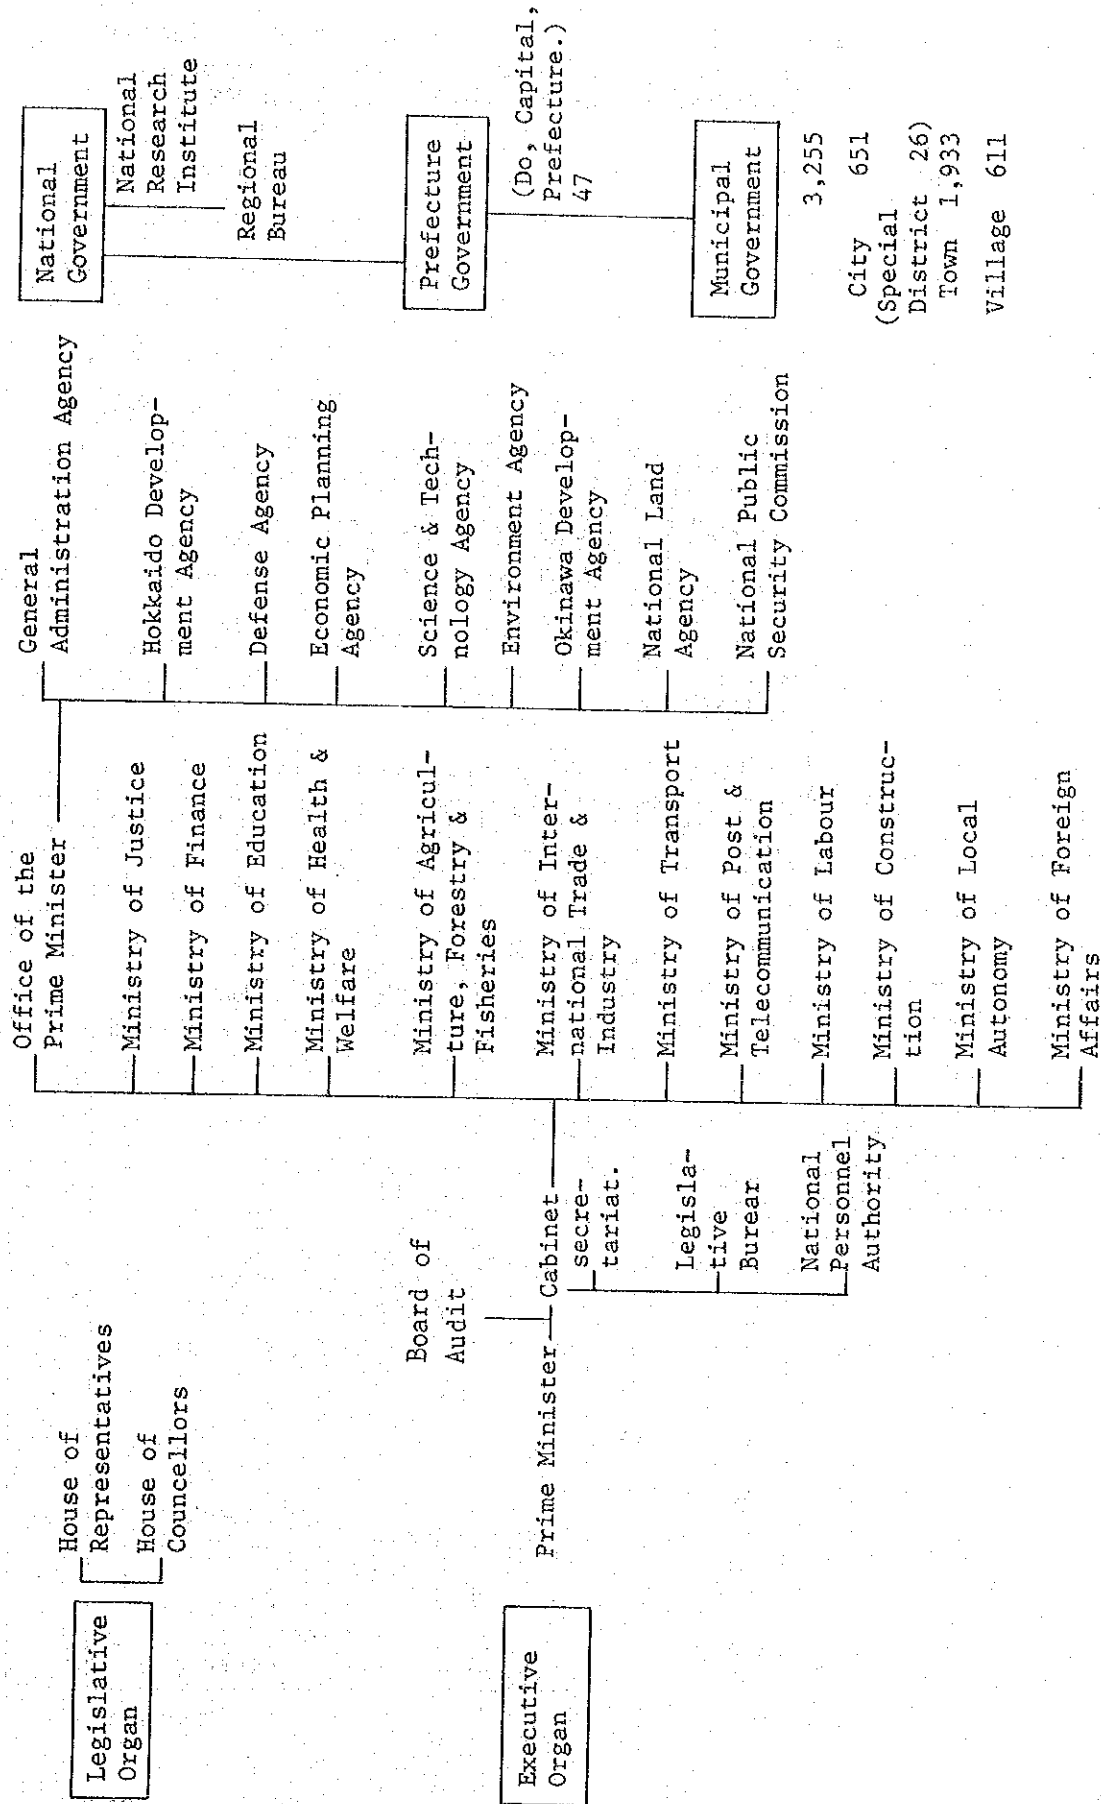 Legislative
Organ
House of
Representatives
House of
Councellors
Executive
Organ
Prime Minister
Board of
Audit
Cabinet
secre-
tariat.
Legisla-
tive
Burear
National
Personnel
Authority
Office of the
Prime Minister
Ministry of Justice
Ministry of Finance
Ministry of Education
Ministry of Health &
Welfare
Ministry of Agricul-
ture, Forestry &
Fisheries
Ministry of Inter-
national Trade &
Industry
Ministry of Transport
Ministry of Post &
Telecommunication
Ministry of Labour
Ministry of Construc-
tion
Ministry of Local
Autonomy
Ministry of Foreign
Affairs
General
Administration Agency
Hokkaido Develop-
ment Agency
Defense Agency
Economic Planning
Agency
Science & Tech-
nology Agency
Environment Agency
Okinawa Develop-
ment Agency
National Land
Agency
National Public
Security Commission
National
Government
National
Research
Institute
Regional
Bureau
Prefecture
Government
(Do, Capital,
Prefecture.)
47
Municipal
Government
3,255
City 651
(Special
District 26)
Town 1,933
Village 611